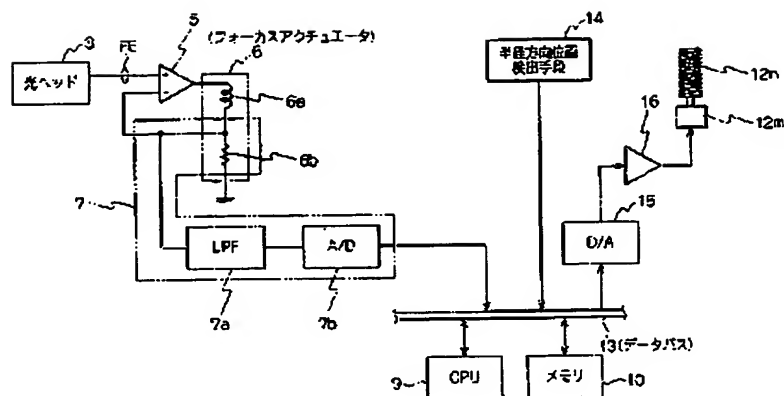 3
FE
5
(フォーカスアクチュエータ)
6
光ヘッド
6a
6b
7
LPF
A/D
7a
7b
14
半径方向位置
検出手段
12n
12m
16
15
D/A
13(データバス)
9
CPU
メモリ
10